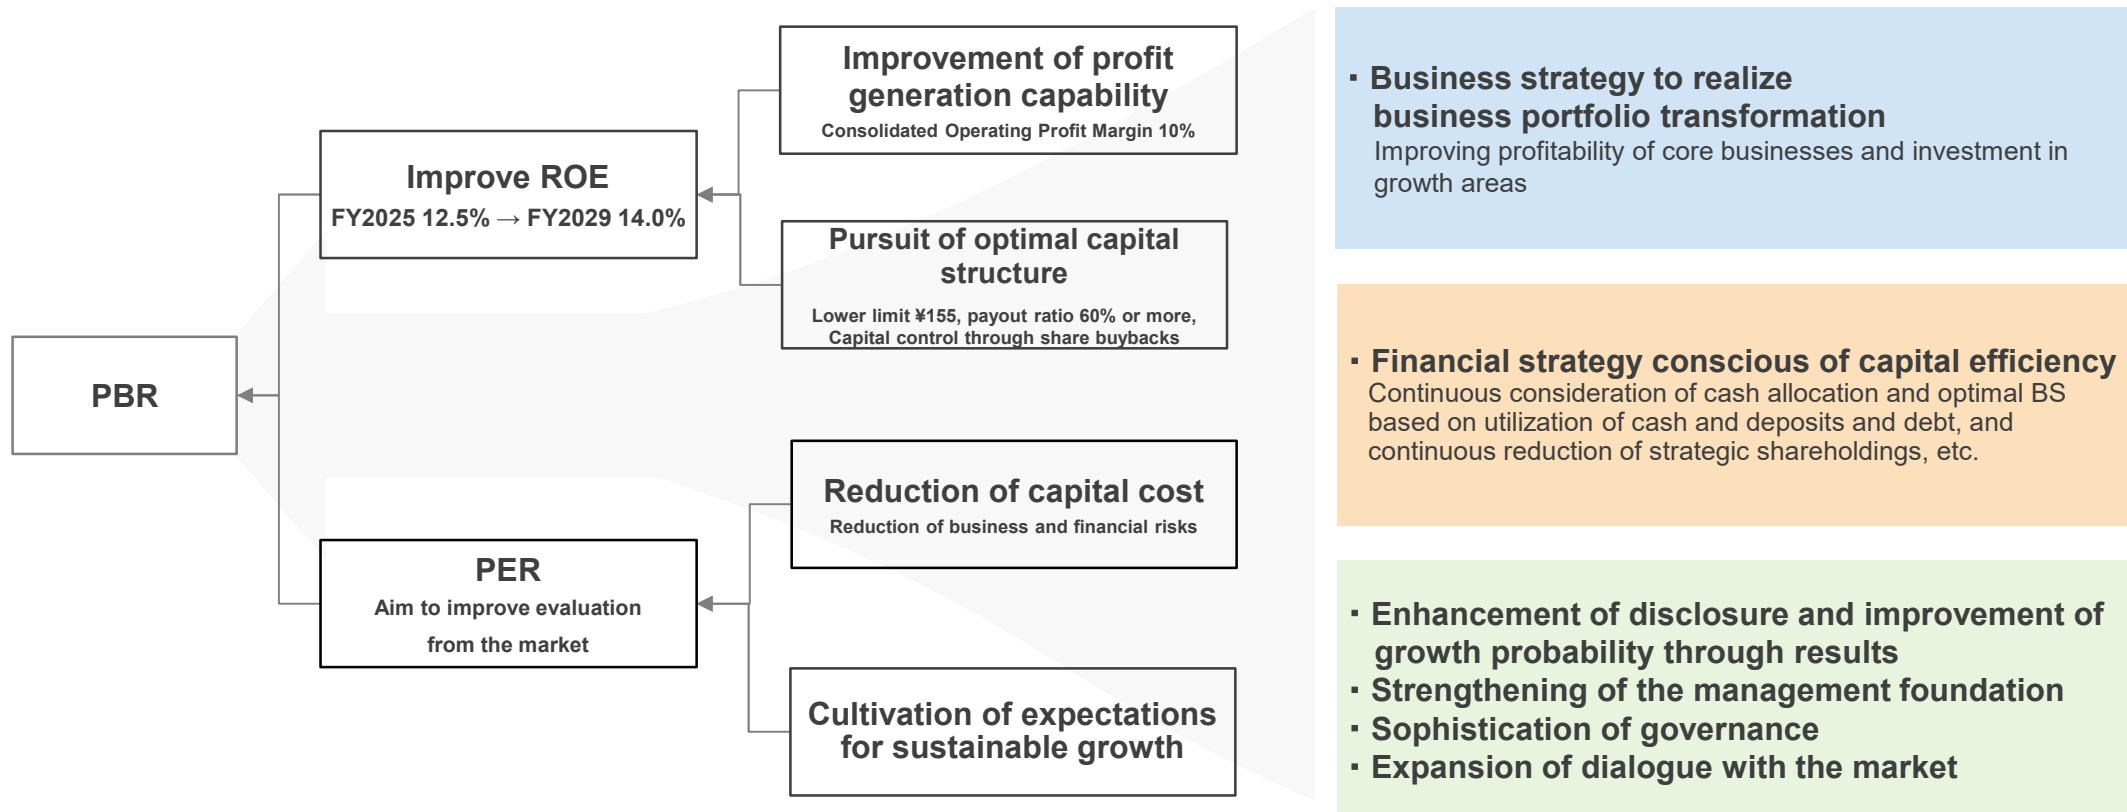 PBR
Improve ROE
FY2025 12.5% → FY2029 14.0%
PER
Aim to improve evaluation
from the market
Improvement of profit
generation capability
Consolidated Operating Profit Margin 10%
Pursuit of optimal capital
structure
Lower limit ¥155, payout ratio 60% or more,
Capital control through share buybacks
Reduction of capital cost
Reduction of business and financial risks
Cultivation of expectations
for sustainable growth
・Business strategy to realize
business portfolio transformation
Improving profitability of core businesses and investment in
growth areas
・Financial strategy conscious of capital efficiency
Continuous consideration of cash allocation and optimal BS
based on utilization of cash and deposits and debt, and
continuous reduction of strategic shareholdings, etc.
・Enhancement of disclosure and improvement of
growth probability through results
・Strengthening of the management foundation
・Sophistication of governance
・Expansion of dialogue with the market